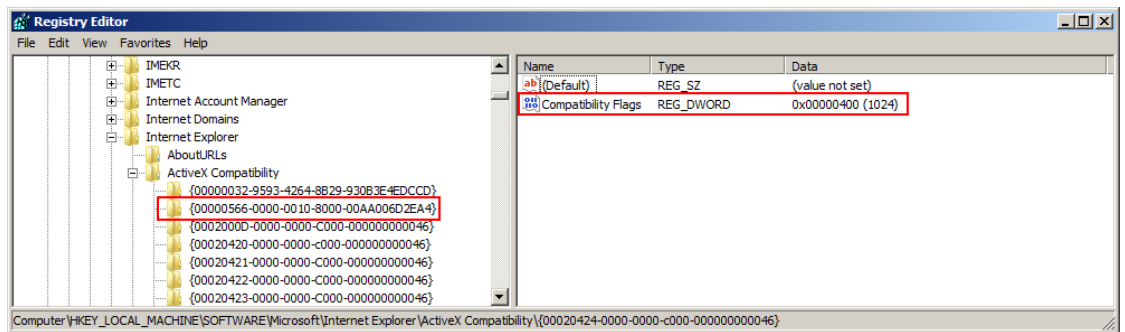 Registry Editor
File Edit View Favorites Help
IMEKR
IMETC
Internet Account Manager
Internet Domains
Internet Explorer
AboutURLs
ActiveX Compatibility
{00000032-9593-4264-8B29-930B3E4EDCCD}
{00000566-0000-0010-8000-00AA006D2EA4}
{0002000D-0000-0000-C000-000000000046}
{00020420-0000-0000-c000-000000000046}
{00020421-0000-0000-C000-000000000046}
{00020422-0000-0000-C000-000000000046}
{00020423-0000-0000-C000-000000000046}
Name Type Data
(Default) REG_SZ (value not set)
Compatibility Flags REG_DWORD 0x00000400 (1024)
Computer\HKEY_LOCAL_MACHINE\SOFTWARE\Microsoft\Internet Explorer\ActiveX Compatibility\{00020424-0000-0000-c000-000000000046}